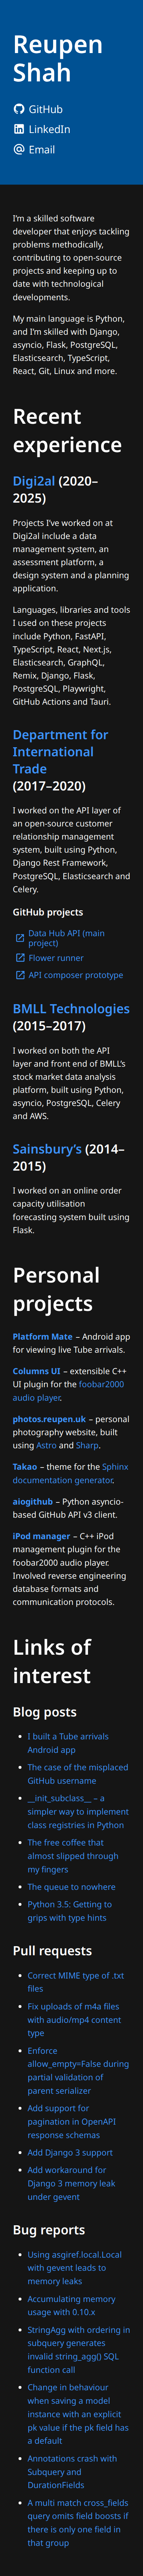 Reupen
Shah
GitHub
LinkedIn
Email
I'm a skilled software
developer that enjoys tackling
problems methodically,
contributing to open-source
projects and keeping up to
date with technological
developments.
My main language is Python,
and I'm skilled with Django,
asyncio, Flask, PostgreSQL,
Elasticsearch, TypeScript,
React, Git, Linux and more.
Recent
experience
Digi2al (2020–
2025)
Projects I've worked on at
Digi2al include a data
management system, an
assessment platform, a
design system and a planning
application.
Languages, libraries and tools
I used on these projects
include Python, FastAPI,
TypeScript, React, Next.js,
Elasticsearch, GraphQL,
Remix, Django, Flask,
PostgreSQL, Playwright,
GitHub Actions and Tauri.
Department for
International
Trade
(2017–2020)
I worked on the API layer of
an open-source customer
relationship management
system, built using Python,
Django Rest Framework,
PostgreSQL, Elasticsearch and
Celery.
GitHub projects
Data Hub API (main
project)
Flower runner
API composer prototype
BMLL Technologies
(2015–2017)
I worked on both the API
layer and front end of BMLL's
stock market data analysis
platform, built using Python,
asyncio, PostgreSQL, Celery
and AWS.
Sainsbury's (2014–
2015)
I worked on an online order
capacity utilisation
forecasting system built using
Flask.
Personal
projects
Platform Mate – Android app
for viewing live Tube arrivals.
Columns UI – extensible C++
UI plugin for the foobar2000
audio player.
photos.reupen.uk – personal
photography website, built
using Astro and Sharp.
Takao – theme for the Sphinx
documentation generator.
aiogithub – Python asyncio-
based GitHub API v3 client.
iPod manager – C++ iPod
management plugin for the
foobar2000 audio player.
Involved reverse engineering
database formats and
communication protocols.
Links of
interest
Blog posts
I built a Tube arrivals
Android app
The case of the misplaced
GitHub username
__init_subclass__ – a
simpler way to implement
class registries in Python
The free coffee that
almost slipped through
my fingers
The queue to nowhere
Python 3.5: Getting to
grips with type hints
Pull requests
Correct MIME type of .txt
files
Fix uploads of m4a files
with audio/mp4 content
type
Enforce
allow_empty=False during
partial validation of
parent serializer
Add support for
pagination in OpenAPI
response schemas
Add Django 3 support
Add workaround for
Django 3 memory leak
under gevent
Bug reports
Using asgiref.local.Local
with gevent leads to
memory leaks
Accumulating memory
usage with 0.10.x
StringAgg with ordering in
subquery generates
invalid string_agg() SQL
function call
Change in behaviour
when saving a model
instance with an explicit
pk value if the pk field has
a default
Annotations crash with
Subquery and
DurationFields
A multi match cross_fields
query omits field boosts if
there is only one field in
that group